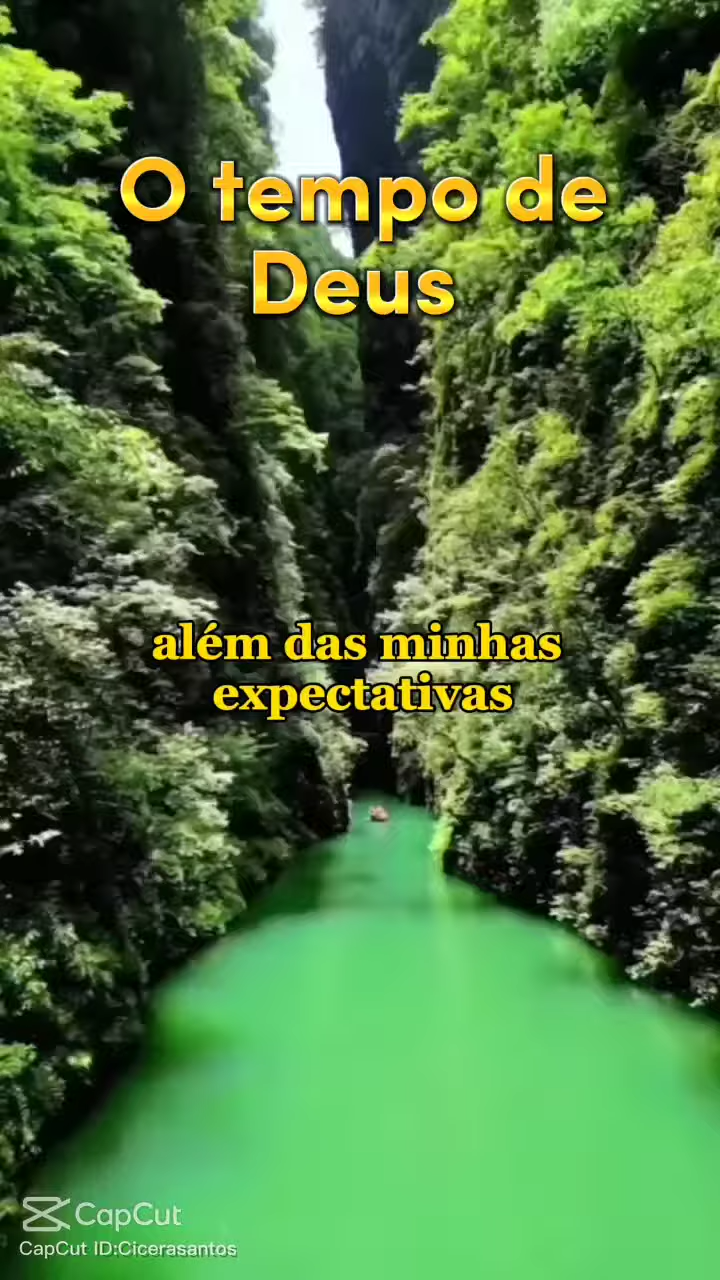 O tempo de
Deus
além das minhas
expectativas
CapCut
CapCut ID:Cicerasantos